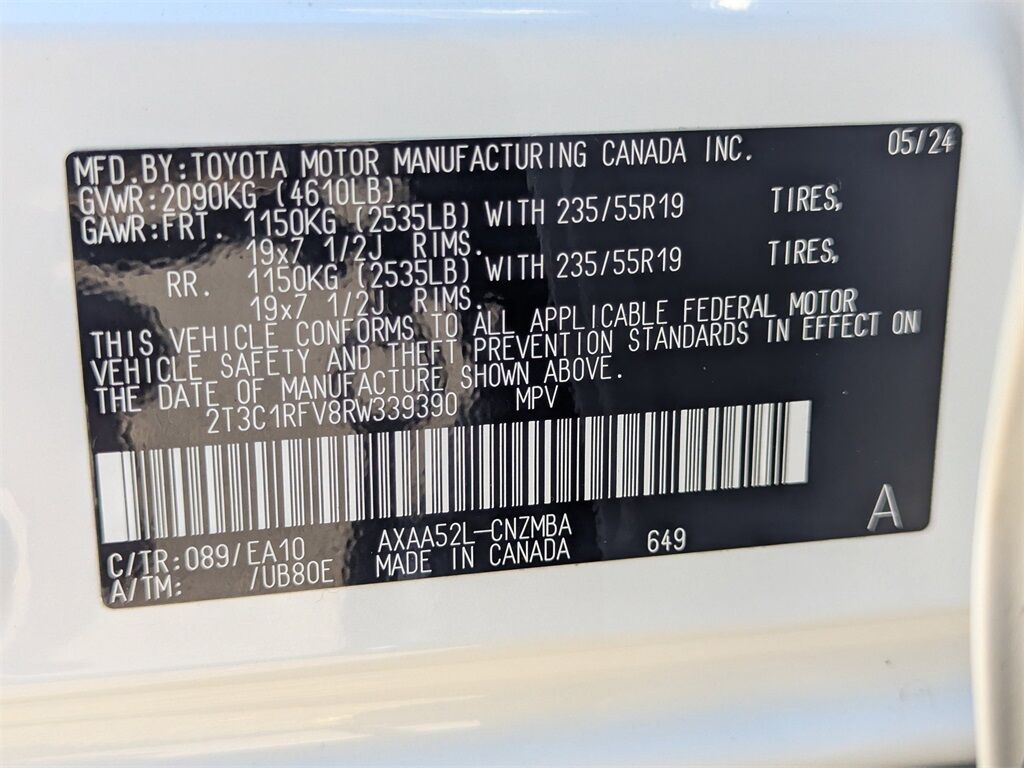 MFD. BY: TOYOTA MOTOR MANUFACTURING CANADA INC. 05/24
GVWR: 2090KG (4610LB)
GAWR: FRT. 1150KG (2535LB) WITH 235/55R19 TIRES,
19x7 1/2J RIMS.
RR. 1150KG (2535LB) WITH 235/55R19 TIRES,
19x7 1/2J RIMS.
THIS VEHICLE CONFORMS TO ALL APPLICABLE FEDERAL MOTOR
VEHICLE SAFETY AND THEFT PREVENTION STANDARDS IN EFFECT ON
THE DATE OF MANUFACTURE SHOWN ABOVE.
2T3C1RFV8RW339390 MPV
C/TR: 089/EA10 AXAA52L-CNZMBA 649 A
A/TM: /UB80E MADE IN CANADA